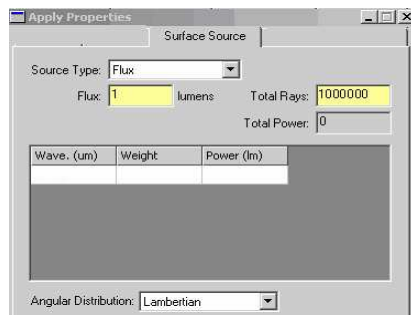 Apply Properties
Surface Source
Source Type: Flux
Flux: 1 lumens Total Rays: 1000000
Total Power: 0
Wave. (um) Weight Power (lm)
Angular Distribution: Lambertian